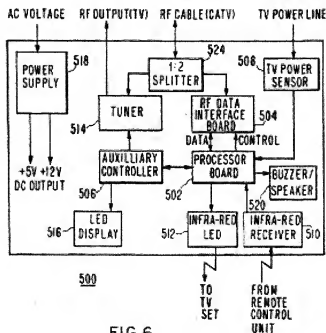 AC VOLTAGE RF OUTPUT(TV) RF CABLE(CATV) TV POWER LINE
518
POWER SUPPLY
524
1:2 SPLITTER
508
TV POWER SENSOR
TUNER
514
RF DATA INTERFACE BOARD
504
DATA CONTROL
+5V +12V
DC OUTPUT
AUXILLIARY CONTROLLER
506
PROCESSOR BOARD
502
BUZZER/SPEAKER
520
LED DISPLAY
516
INFRA-RED LED
512
INFRA-RED RECEIVER
510
500
TO TV SET
FROM REMOTE CONTROL UNIT
FIG. 6